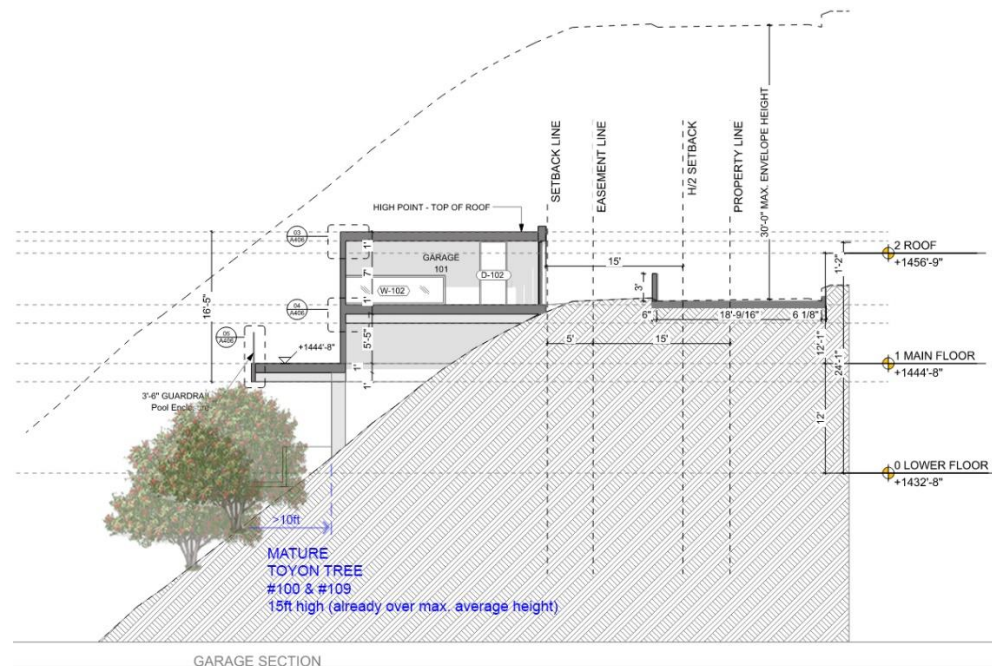 30'-0" MAX. ENVELOPE HEIGHT
SETBACK LINE
EASEMENT LINE
H/2 SETBACK
PROPERTY LINE
HIGH POINT - TOP OF ROOF
03
A406
1'
GARAGE
101
7'
D-102
W-102
15'
2 ROOF
+1456'-9"
1'-2"
3'
04
A406
1'
16'-5"
6"
18'-9/16"
6 1/8"
5'-5"
A406
+1444'-8"
5'
15'
12'-1"
24'-1"
1 MAIN FLOOR
+1444'-8"
1'
1'
3'-6" GUARDRAIL
Pool
12'
0 LOWER FLOOR
+1432'-8"
>10ft
MATURE
TOYON TREE
#100 & #109
15ft high (already over max. average height)
GARAGE SECTION